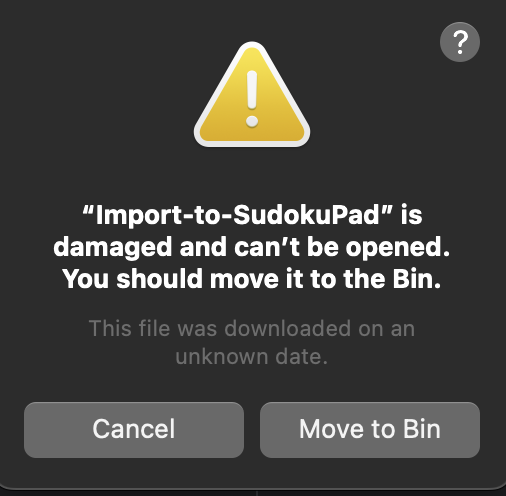 ?
“Import-to-SudokuPad” is
damaged and can’t be opened.
You should move it to the Bin.
This file was downloaded on an
unknown date.
Cancel
Move to Bin